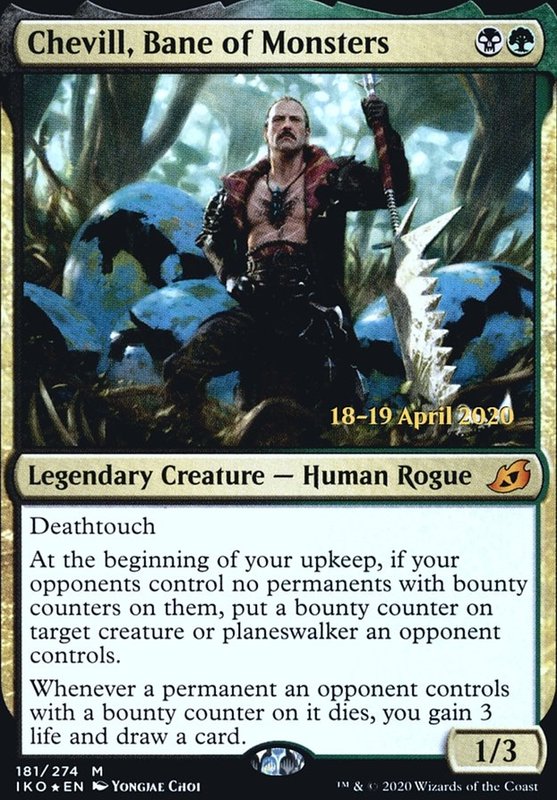 Chevill, Bane of Monsters
18-19 April 2020
Legendary Creature — Human Rogue
Deathtouch
At the beginning of your upkeep, if your
opponents control no permanents with bounty
counters on them, put a bounty counter on
target creature or planeswalker an opponent
controls.
Whenever a permanent an opponent controls
with a bounty counter on it dies, you gain 3
life and draw a card.
1/3
181/274 M
IKO★EN Yongjae Choi
™ & © 2020 Wizards of the Coast